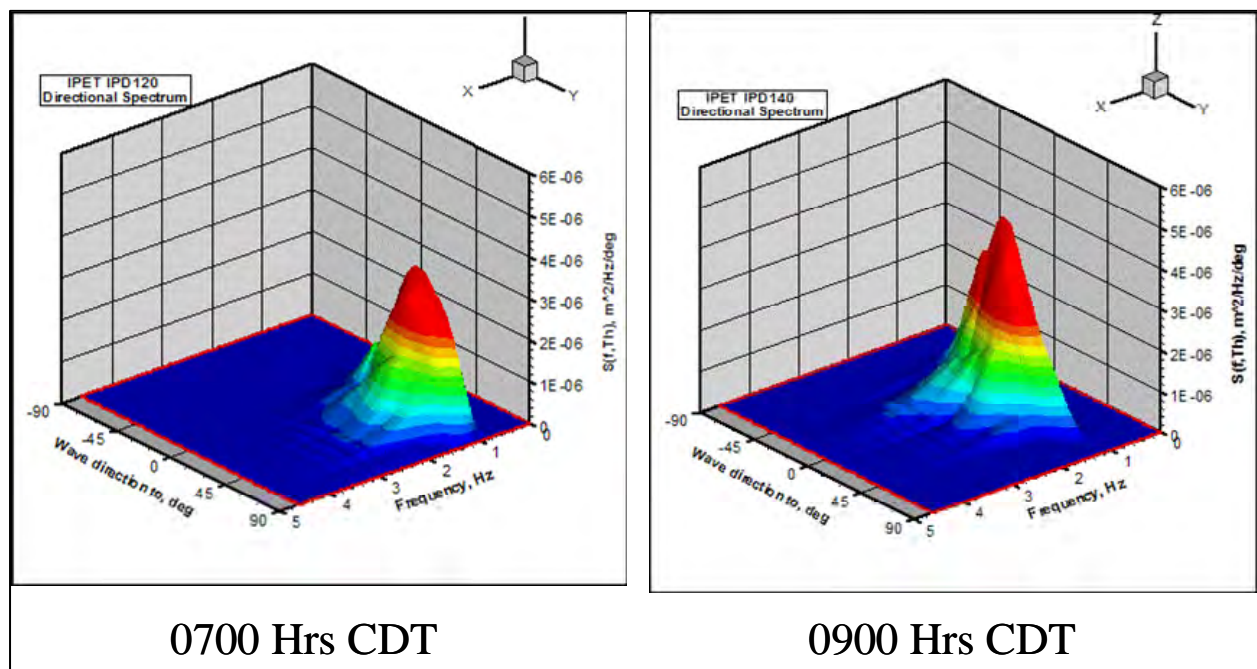 IPET IPD120
Directional Spectrum
X
Y
6E-06
5E-06
4E-06
3E-06
2E-06
1E-06
0
S(f,Th), m^2/Hz/deg
-90
-45
0
45
90
Wave direction to, deg
0
1
2
3
4
5
Frequency, Hz
0700 Hrs CDT
IPET IPD140
Directional Spectrum
Z
X
Y
6E-06
5E-06
4E-06
3E-06
2E-06
1E-06
0
S(f,Th), m^2/Hz/deg
-90
-45
0
45
90
Wave direction to, deg
0
1
2
3
4
5
Frequency, Hz
0900 Hrs CDT